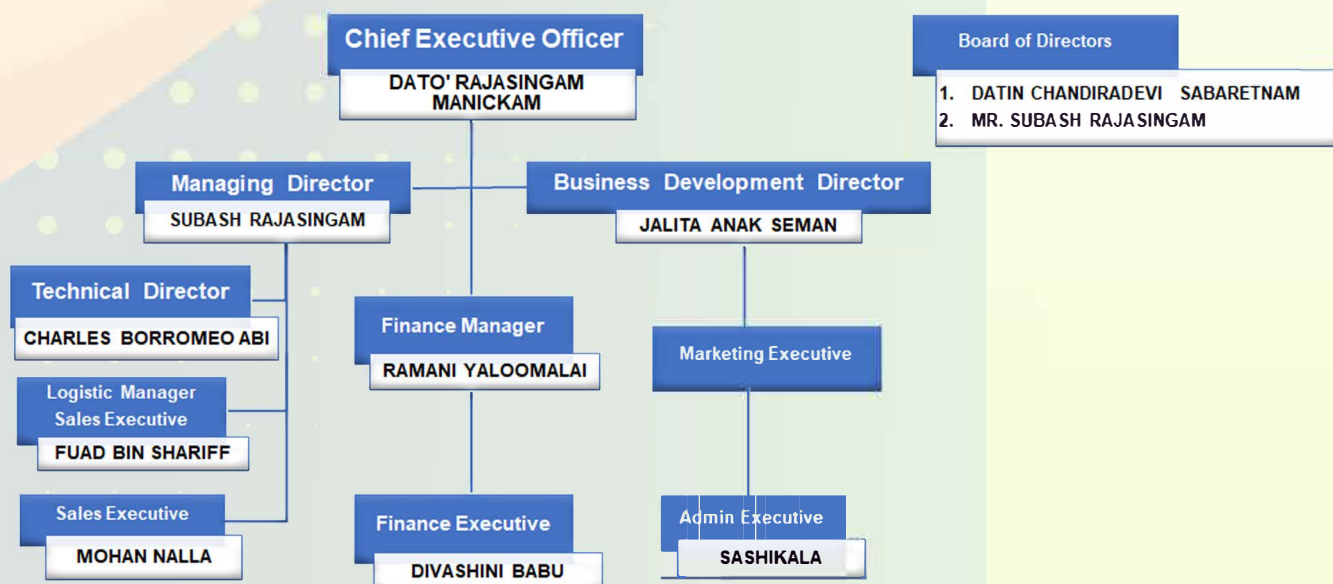 Chief Executive Officer
DATO' RAJASINGAM
MANICKAM
Board of Directors
1. DATIN CHANDIRADEVI SABARETNAM
2. MR. SUBASH RAJASINGAM
Managing Director
SUBASH RAJASINGAM
Business Development Director
JALITA ANAK SEMAN
Technical Director
CHARLES BORROMEO ABI
Finance Manager
RAMANI YALOOMALAI
Marketing Executive
Logistic Manager
Sales Executive
FUAD BIN SHARIFF
Sales Executive
MOHAN NALLA
Finance Executive
DIVASHINI BABU
Admin Executive
SASHIKALA